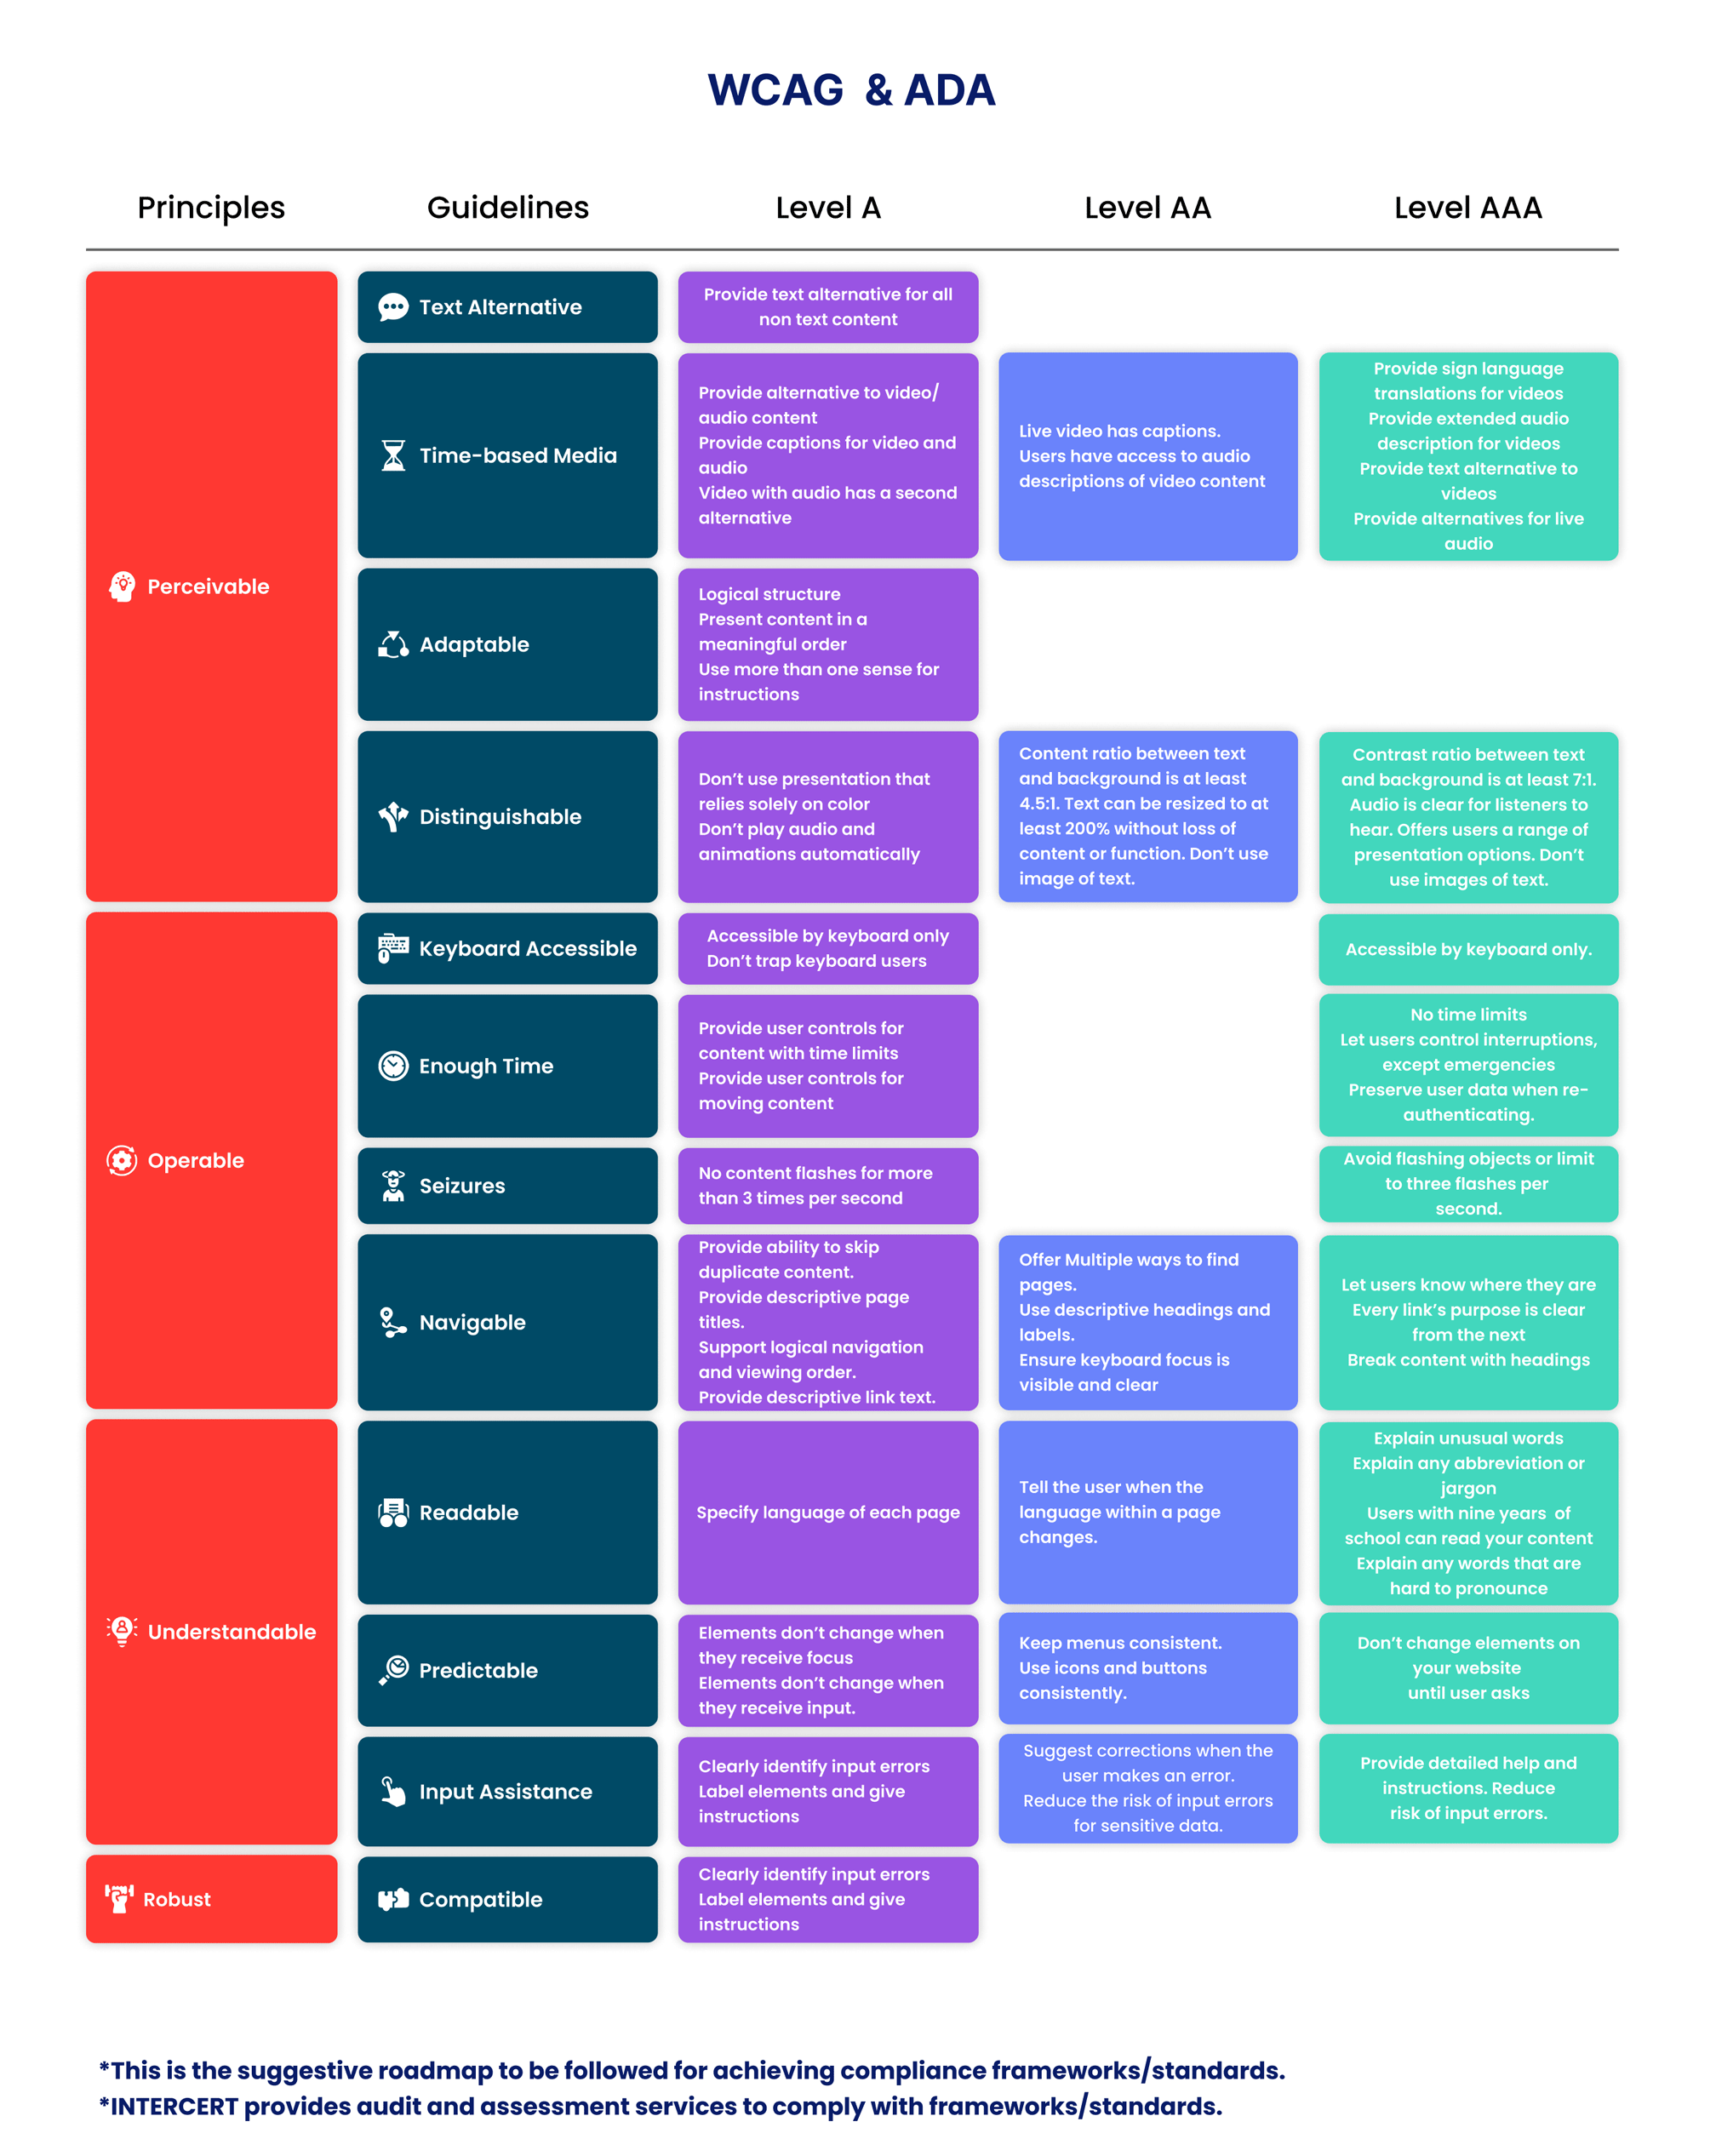 WCAG & ADA
Principles
Guidelines
Level A
Level AA
Level AAA
Perceivable
Text Alternative
Provide text alternative for all
non text content
Time-based Media
Provide alternative to video/
audio content
Provide captions for video and
audio
Video with audio has a second
alternative
Live video has captions.
Users have access to audio
descriptions of video content
Provide sign language
translations for videos
Provide extended audio
description for videos
Provide text alternative to
videos
Provide alternatives for live
audio
Adaptable
Logical structure
Present content in a
meaningful order
Use more than one sense for
instructions
Distinguishable
Don't use presentation that
relies solely on color
Don't play audio and
animations automatically
Content ratio between text
and background is at least
4.5:1. Text can be resized to at
least 200% without loss of
content or function. Don't use
image of text.
Contrast ratio between text
and background is at least 7:1.
Audio is clear for listeners to
hear. Offers users a range of
presentation options. Don't
use images of text.
Operable
Keyboard Accessible
Accessible by keyboard only
Don't trap keyboard users
Accessible by keyboard only.
Enough Time
Provide user controls for
content with time limits
Provide user controls for
moving content
No time limits
Let users control interruptions,
except emergencies
Preserve user data when re-
authenticating.
Seizures
No content flashes for more
than 3 times per second
Avoid flashing objects or limit
to three flashes per
second.
Navigable
Provide ability to skip
duplicate content.
Provide descriptive page
titles.
Support logical navigation
and viewing order.
Provide descriptive link text.
Offer Multiple ways to find
pages.
Use descriptive headings and
labels.
Ensure keyboard focus is
visible and clear
Let users know where they are
Every link's purpose is clear
from the next
Break content with headings
Understandable
Readable
Specify language of each page
Tell the user when the
language within a page
changes.
Explain unusual words
Explain any abbreviation or
jargon
Users with nine years of
school can read your content
Explain any words that are
hard to pronounce
Predictable
Elements don't change when
they receive focus
Elements don't change when
they receive input.
Keep menus consistent.
Use icons and buttons
consistently.
Don't change elements on
your website
until user asks
Input Assistance
Clearly identify input errors
Label elements and give
instructions
Suggest corrections when the
user makes an error.
Reduce the risk of input errors
for sensitive data.
Provide detailed help and
instructions. Reduce
risk of input errors.
Robust
Compatible
Clearly identify input errors
Label elements and give
instructions
*This is the suggestive roadmap to be followed for achieving compliance frameworks/standards.
*INTERCERT provides audit and assessment services to comply with frameworks/standards.